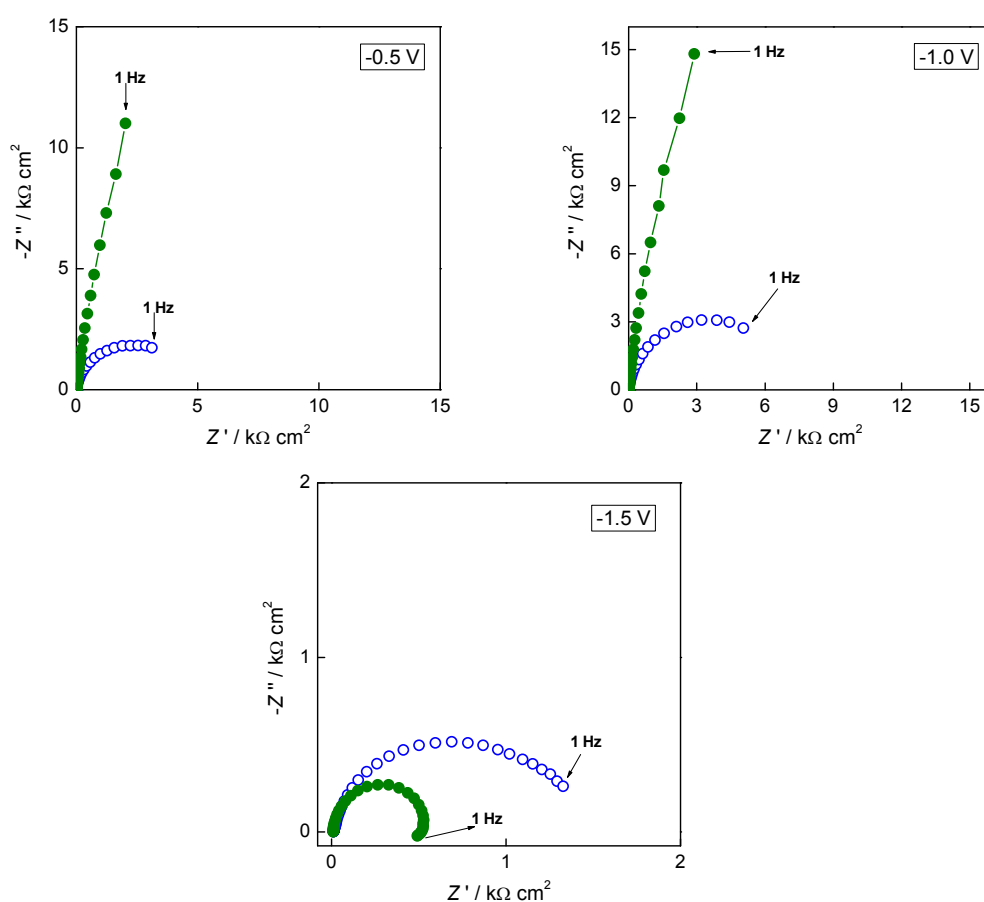 15
10
5
0
-Z '' / kΩ cm²
-0.5 V
1 Hz
1 Hz
0
5
10
15
Z ' / kΩ cm²
15
12
9
6
3
0
-Z '' / kΩ cm²
-1.0 V
1 Hz
1 Hz
0
3
6
9
12
15
Z ' / kΩ cm²
2
1
0
-Z '' / kΩ cm²
-1.5 V
1 Hz
1 Hz
0
1
2
Z ' / kΩ cm²